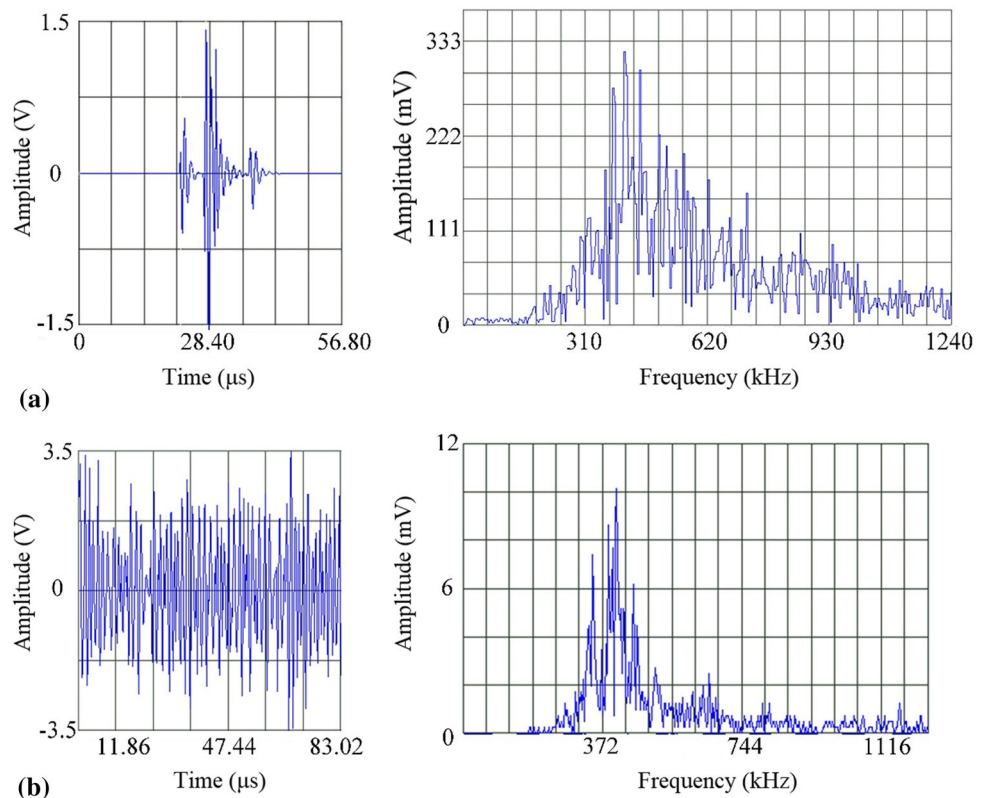 1.5
0
-1.5
Amplitude (V)
0 28.40 56.80
Time (μs)
333
222
111
0
Amplitude (mV)
310 620 930 1240
Frequency (kHz)
(a)
3.5
0
-3.5
Amplitude (V)
11.86 47.44 83.02
Time (μs)
12
6
0
Amplitude (mV)
372 744 1116
Frequency (kHz)
(b)